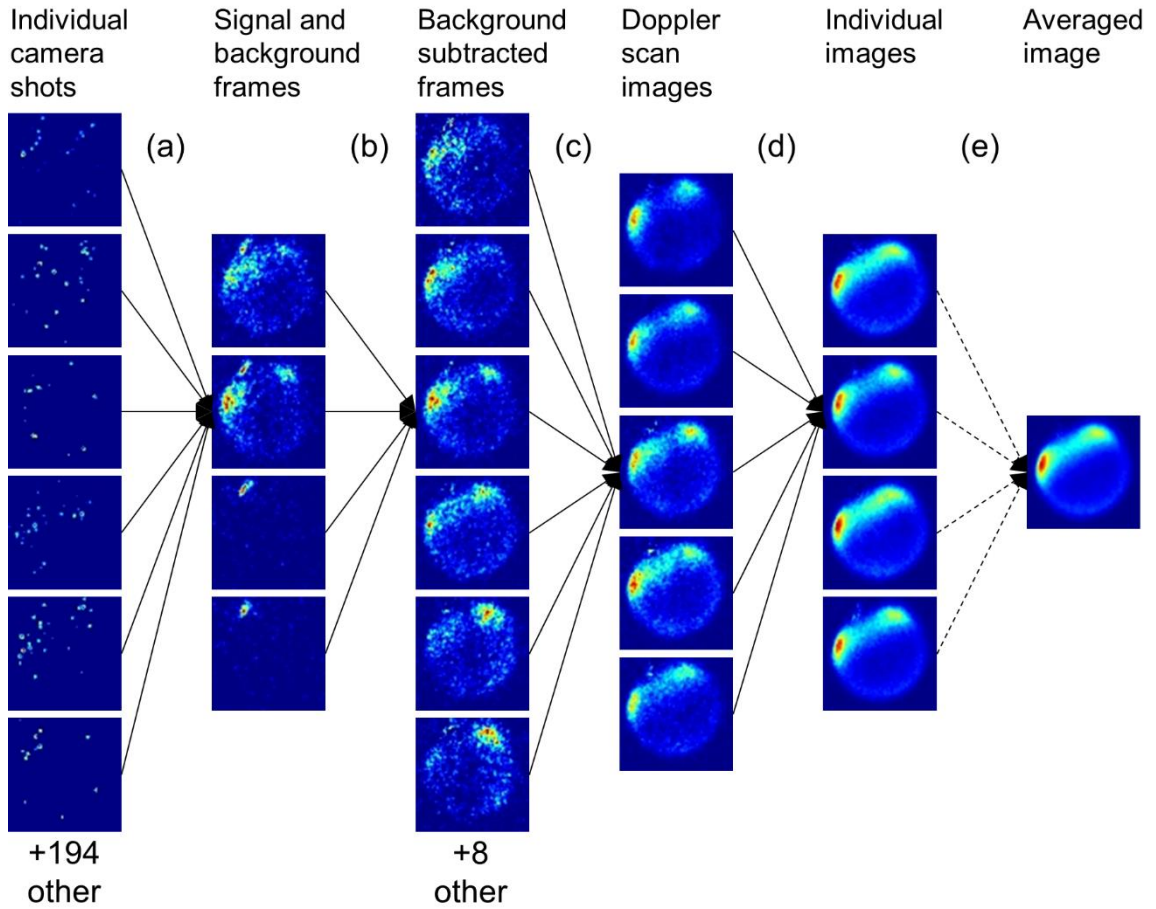 Individual
camera
shots
Signal and
background
frames
Background
subtracted
frames
Doppler
scan
images
Individual
images
Averaged
image
(a)
(b)
(c)
(d)
(e)
+194
other
+8
other